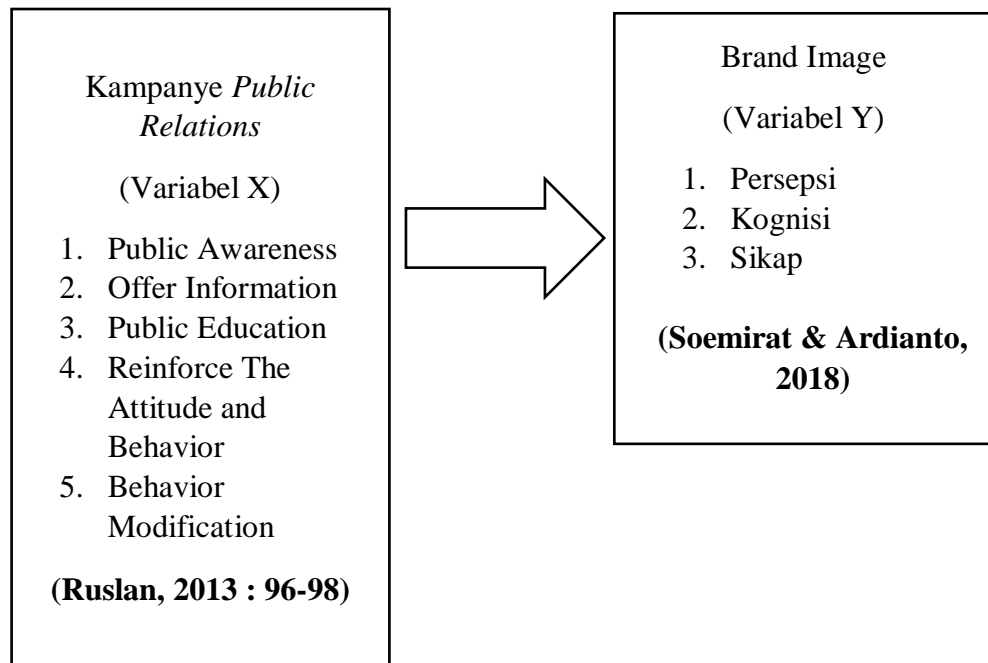 Kampanye Public
Relations
(Variabel X)
1. Public Awareness
2. Offer Information
3. Public Education
4. Reinforce The
Attitude and
Behavior
5. Behavior
Modification
(Ruslan, 2013 : 96-98)
Brand Image
(Variabel Y)
1. Persepsi
2. Kognisi
3. Sikap
(Soemirat & Ardianto,
2018)